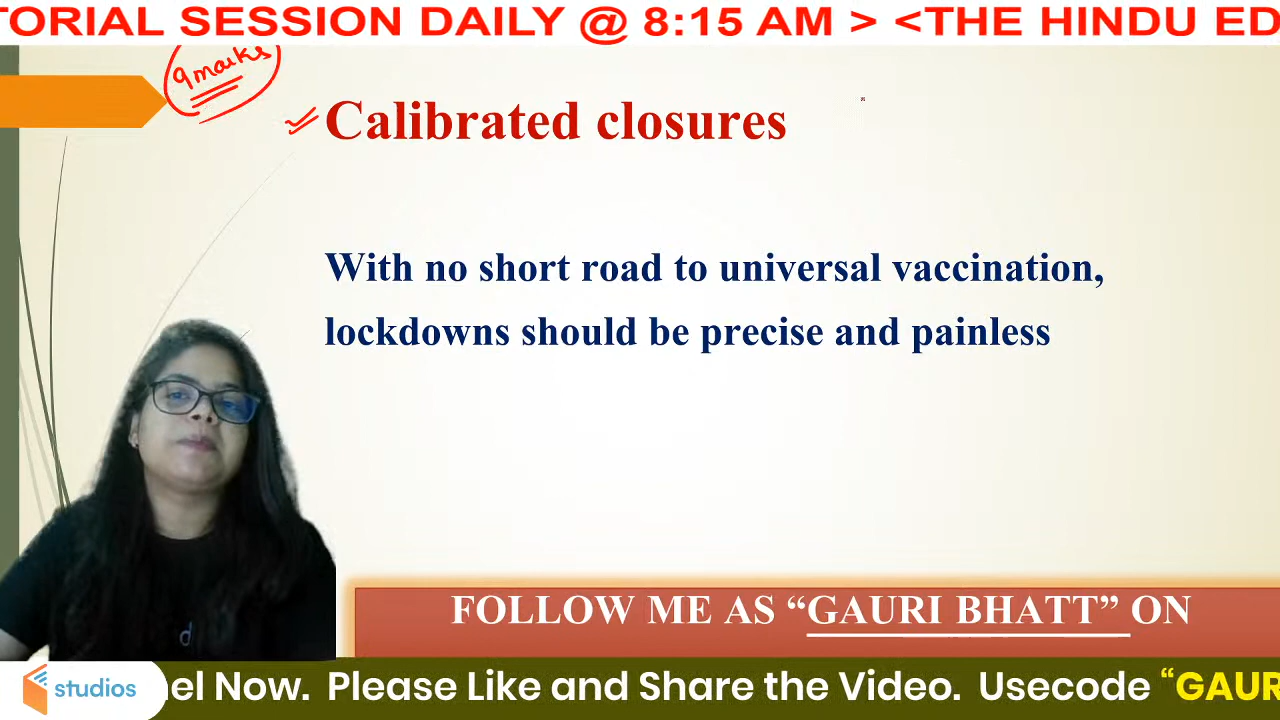 TORIAL SESSION DAILY @ 8:15 AM > <THE HINDU ED
9 marks
Calibrated closures
With no short road to universal vaccination,
lockdowns should be precise and painless
FOLLOW ME AS “GAURI BHATT” ON
studios
el Now. Please Like and Share the Video. Usecode “GAUR